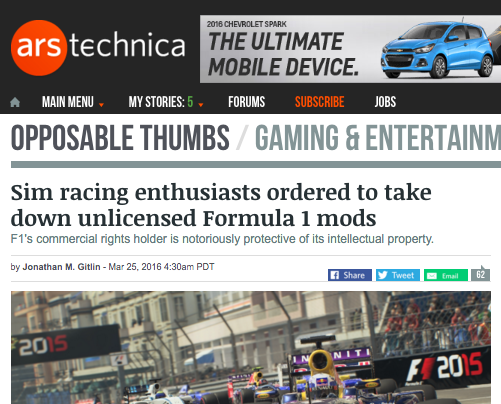 ars technica
2016 CHEVROLET SPARK
THE ULTIMATE
MOBILE DEVICE.
MAIN MENU
MY STORIES: 5
FORUMS
SUBSCRIBE
JOBS
OPPOSABLE THUMBS / GAMING & ENTERTAINM
Sim racing enthusiasts ordered to take
down unlicensed Formula 1 mods
F1's commercial rights holder is notoriously protective of its intellectual property.
by Jonathan M. Gitlin - Mar 25, 2016 4:30am PDT
Share
Tweet
Email
62
2015
INFINITI
F1 2015